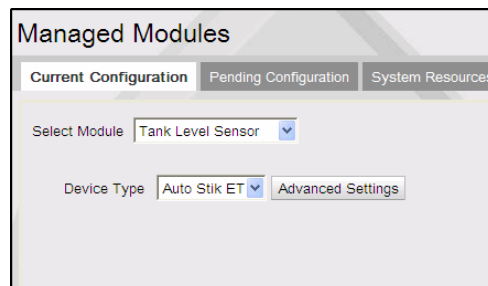 Managed Modules
Current Configuration Pending Configuration System Resources
Select Module Tank Level Sensor
Device Type Auto Stik ET Advanced Settings